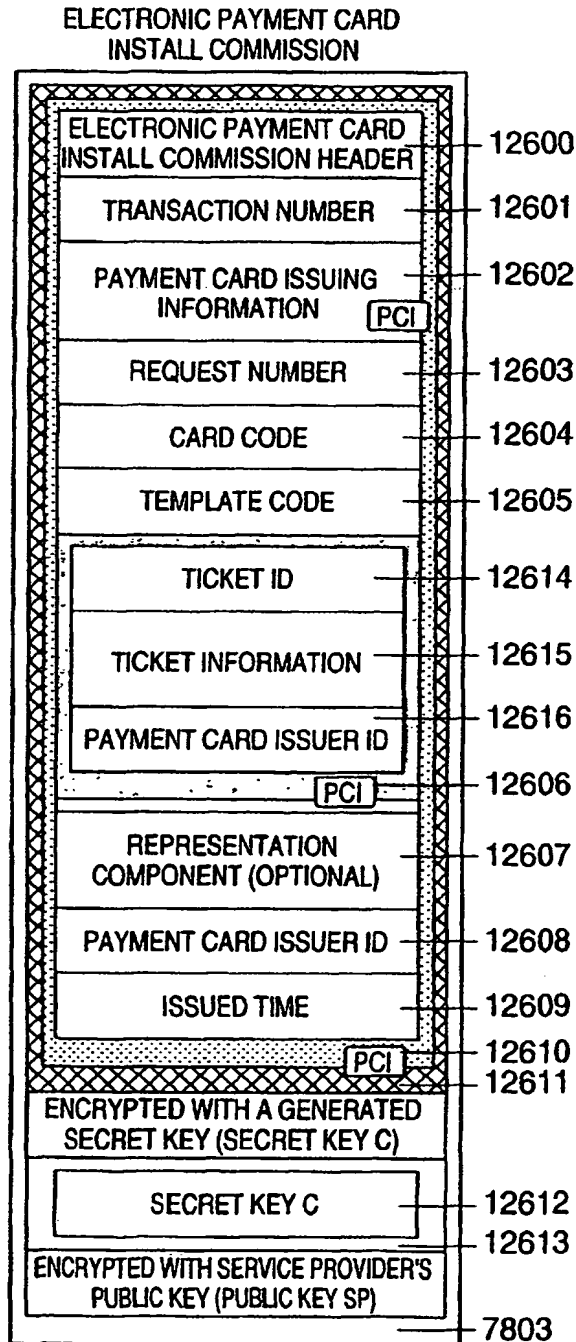 ELECTRONIC PAYMENT CARD
INSTALL COMMISSION
ELECTRONIC PAYMENT CARD
INSTALL COMMISSION HEADER
12600
TRANSACTION NUMBER
12601
PAYMENT CARD ISSUING
INFORMATION
12602
PCI
REQUEST NUMBER
12603
CARD CODE
12604
TEMPLATE CODE
12605
TICKET ID
12614
TICKET INFORMATION
12615
12616
PAYMENT CARD ISSUER ID
PCI
12606
REPRESENTATION
COMPONENT (OPTIONAL)
12607
PAYMENT CARD ISSUER ID
12608
ISSUED TIME
12609
PCI
12610
12611
ENCRYPTED WITH A GENERATED
SECRET KEY (SECRET KEY C)
SECRET KEY C
12612
12613
ENCRYPTED WITH SERVICE PROVIDER'S
PUBLIC KEY (PUBLIC KEY SP)
7803